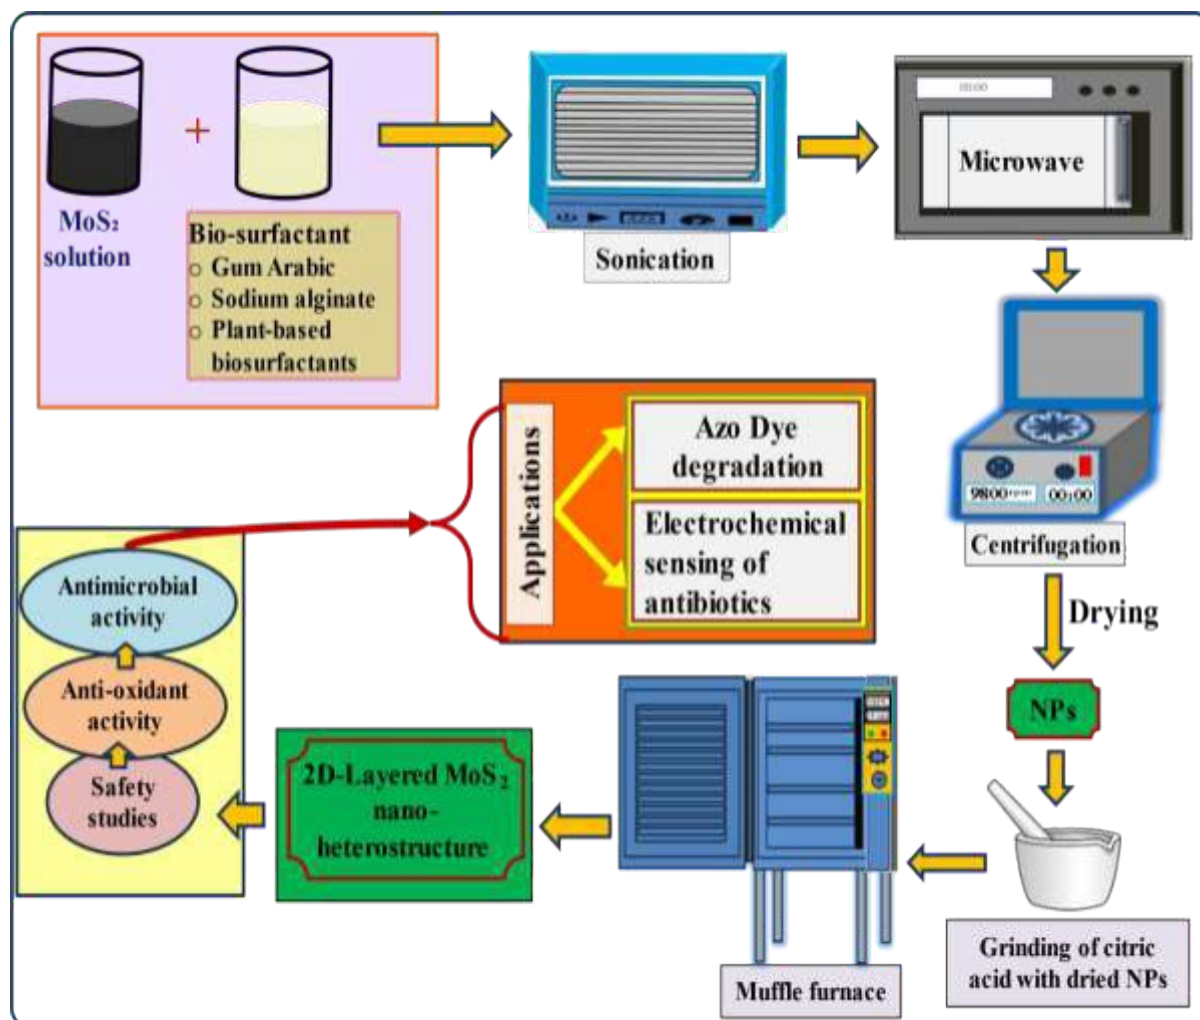 MoS₂
solution
+
Bio-surfactant
o Gum Arabic
o Sodium alginate
o Plant-based
biosurfactants
Sonication
Microwave
9800 rpm
00:00
Centrifugation
Drying
NPs
Grinding of citric
acid with dried NPs
Muffle furnace
2D-Layered MoS₂
nano-
heterostructure
Safety
studies
Anti-oxidant
activity
Antimicrobial
activity
Applications
Azo Dye
degradation
Electrochemical
sensing of
antibiotics